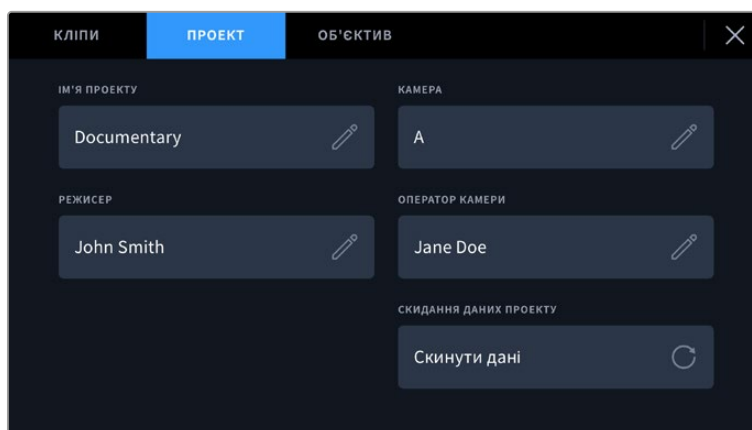 КЛІПИ ПРОЕКТ ОБ'ЄКТИВ
ІМ'Я ПРОЕКТУ КАМЕРА
Documentary A
РЕЖИСЕР ОПЕРАТОР КАМЕРИ
John Smith Jane Doe
СКИДАННЯ ДАНИХ ПРОЕКТУ
Скинути дані